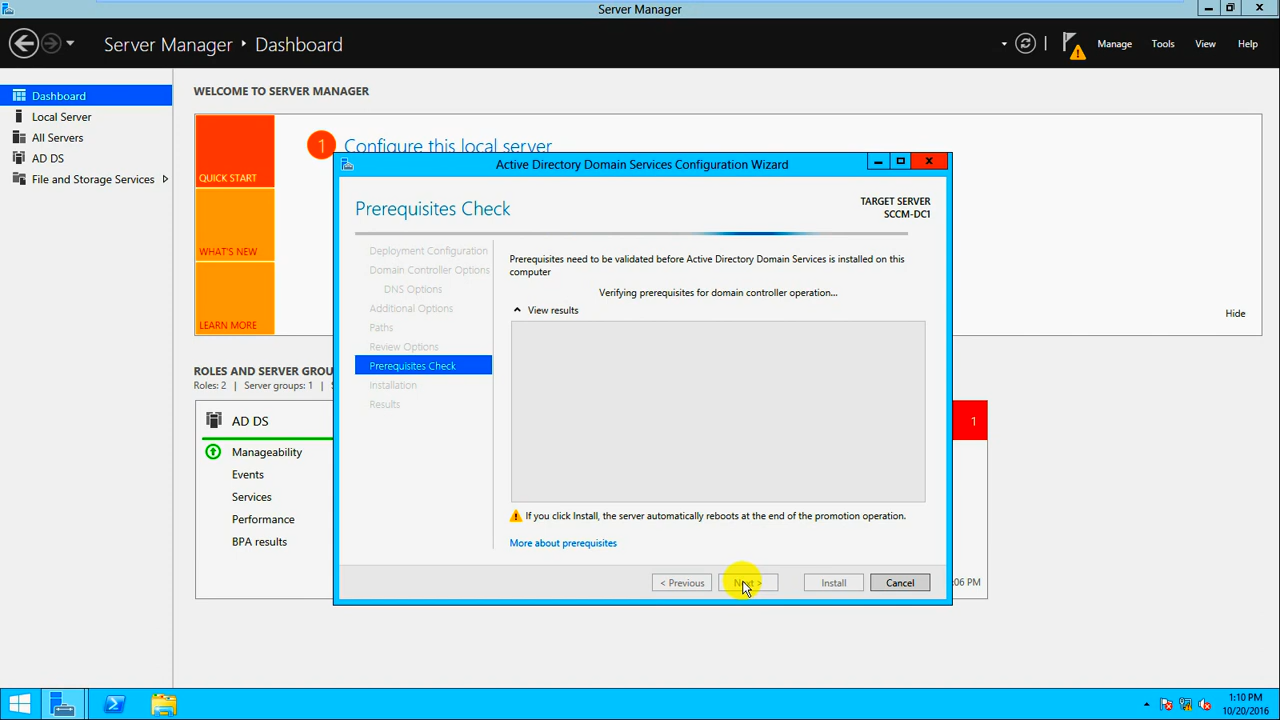 Server Manager
Server Manager ‣ Dashboard
Manage Tools View Help
Dashboard
Local Server
All Servers
AD DS
File and Storage Services
WELCOME TO SERVER MANAGER
QUICK START
WHAT'S NEW
LEARN MORE
1 Configure this local server
Hide
ROLES AND SERVER GROU
Roles: 2 | Server groups: 1 |
AD DS
1
Manageability
Events
Services
Performance
BPA results
:06 PM
Active Directory Domain Services Configuration Wizard
Prerequisites Check
TARGET SERVER
SCCM-DC1
Deployment Configuration
Domain Controller Options
DNS Options
Additional Options
Paths
Review Options
Prerequisites Check
Installation
Results
Prerequisites need to be validated before Active Directory Domain Services is installed on this
computer
Verifying prerequisites for domain controller operation...
View results
If you click Install, the server automatically reboots at the end of the promotion operation.
More about prerequisites
< Previous Next > Install Cancel
1:10 PM
10/20/2016